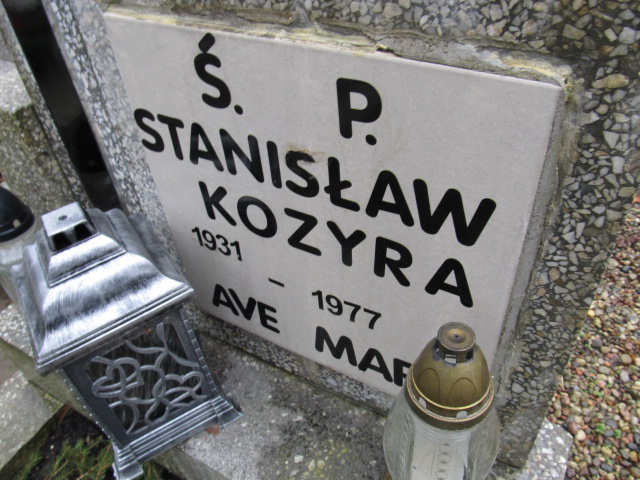 Ś. P.
STANISŁAW
KOZYRA
1931 - 1977
AVE